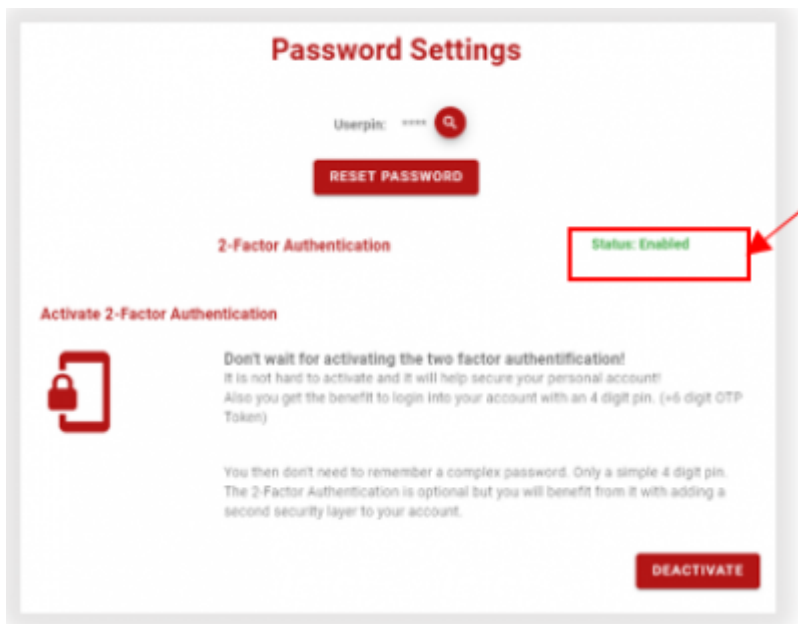 Password Settings
Userpin: ****
RESET PASSWORD
2-Factor Authentication
Status: Enabled
Activate 2-Factor Authentication
Don't wait for activating the two factor authentification!
It is not hard to activate and it will help secure your personal account!
Also you get the benefit to login into your account with an 4 digit pin. (+6 digit OTP
Token)
You then don't need to remember a complex password. Only a simple 4 digit pin.
The 2-Factor Authentication is optional but you will benefit from it with adding a
second security layer to your account.
DEACTIVATE